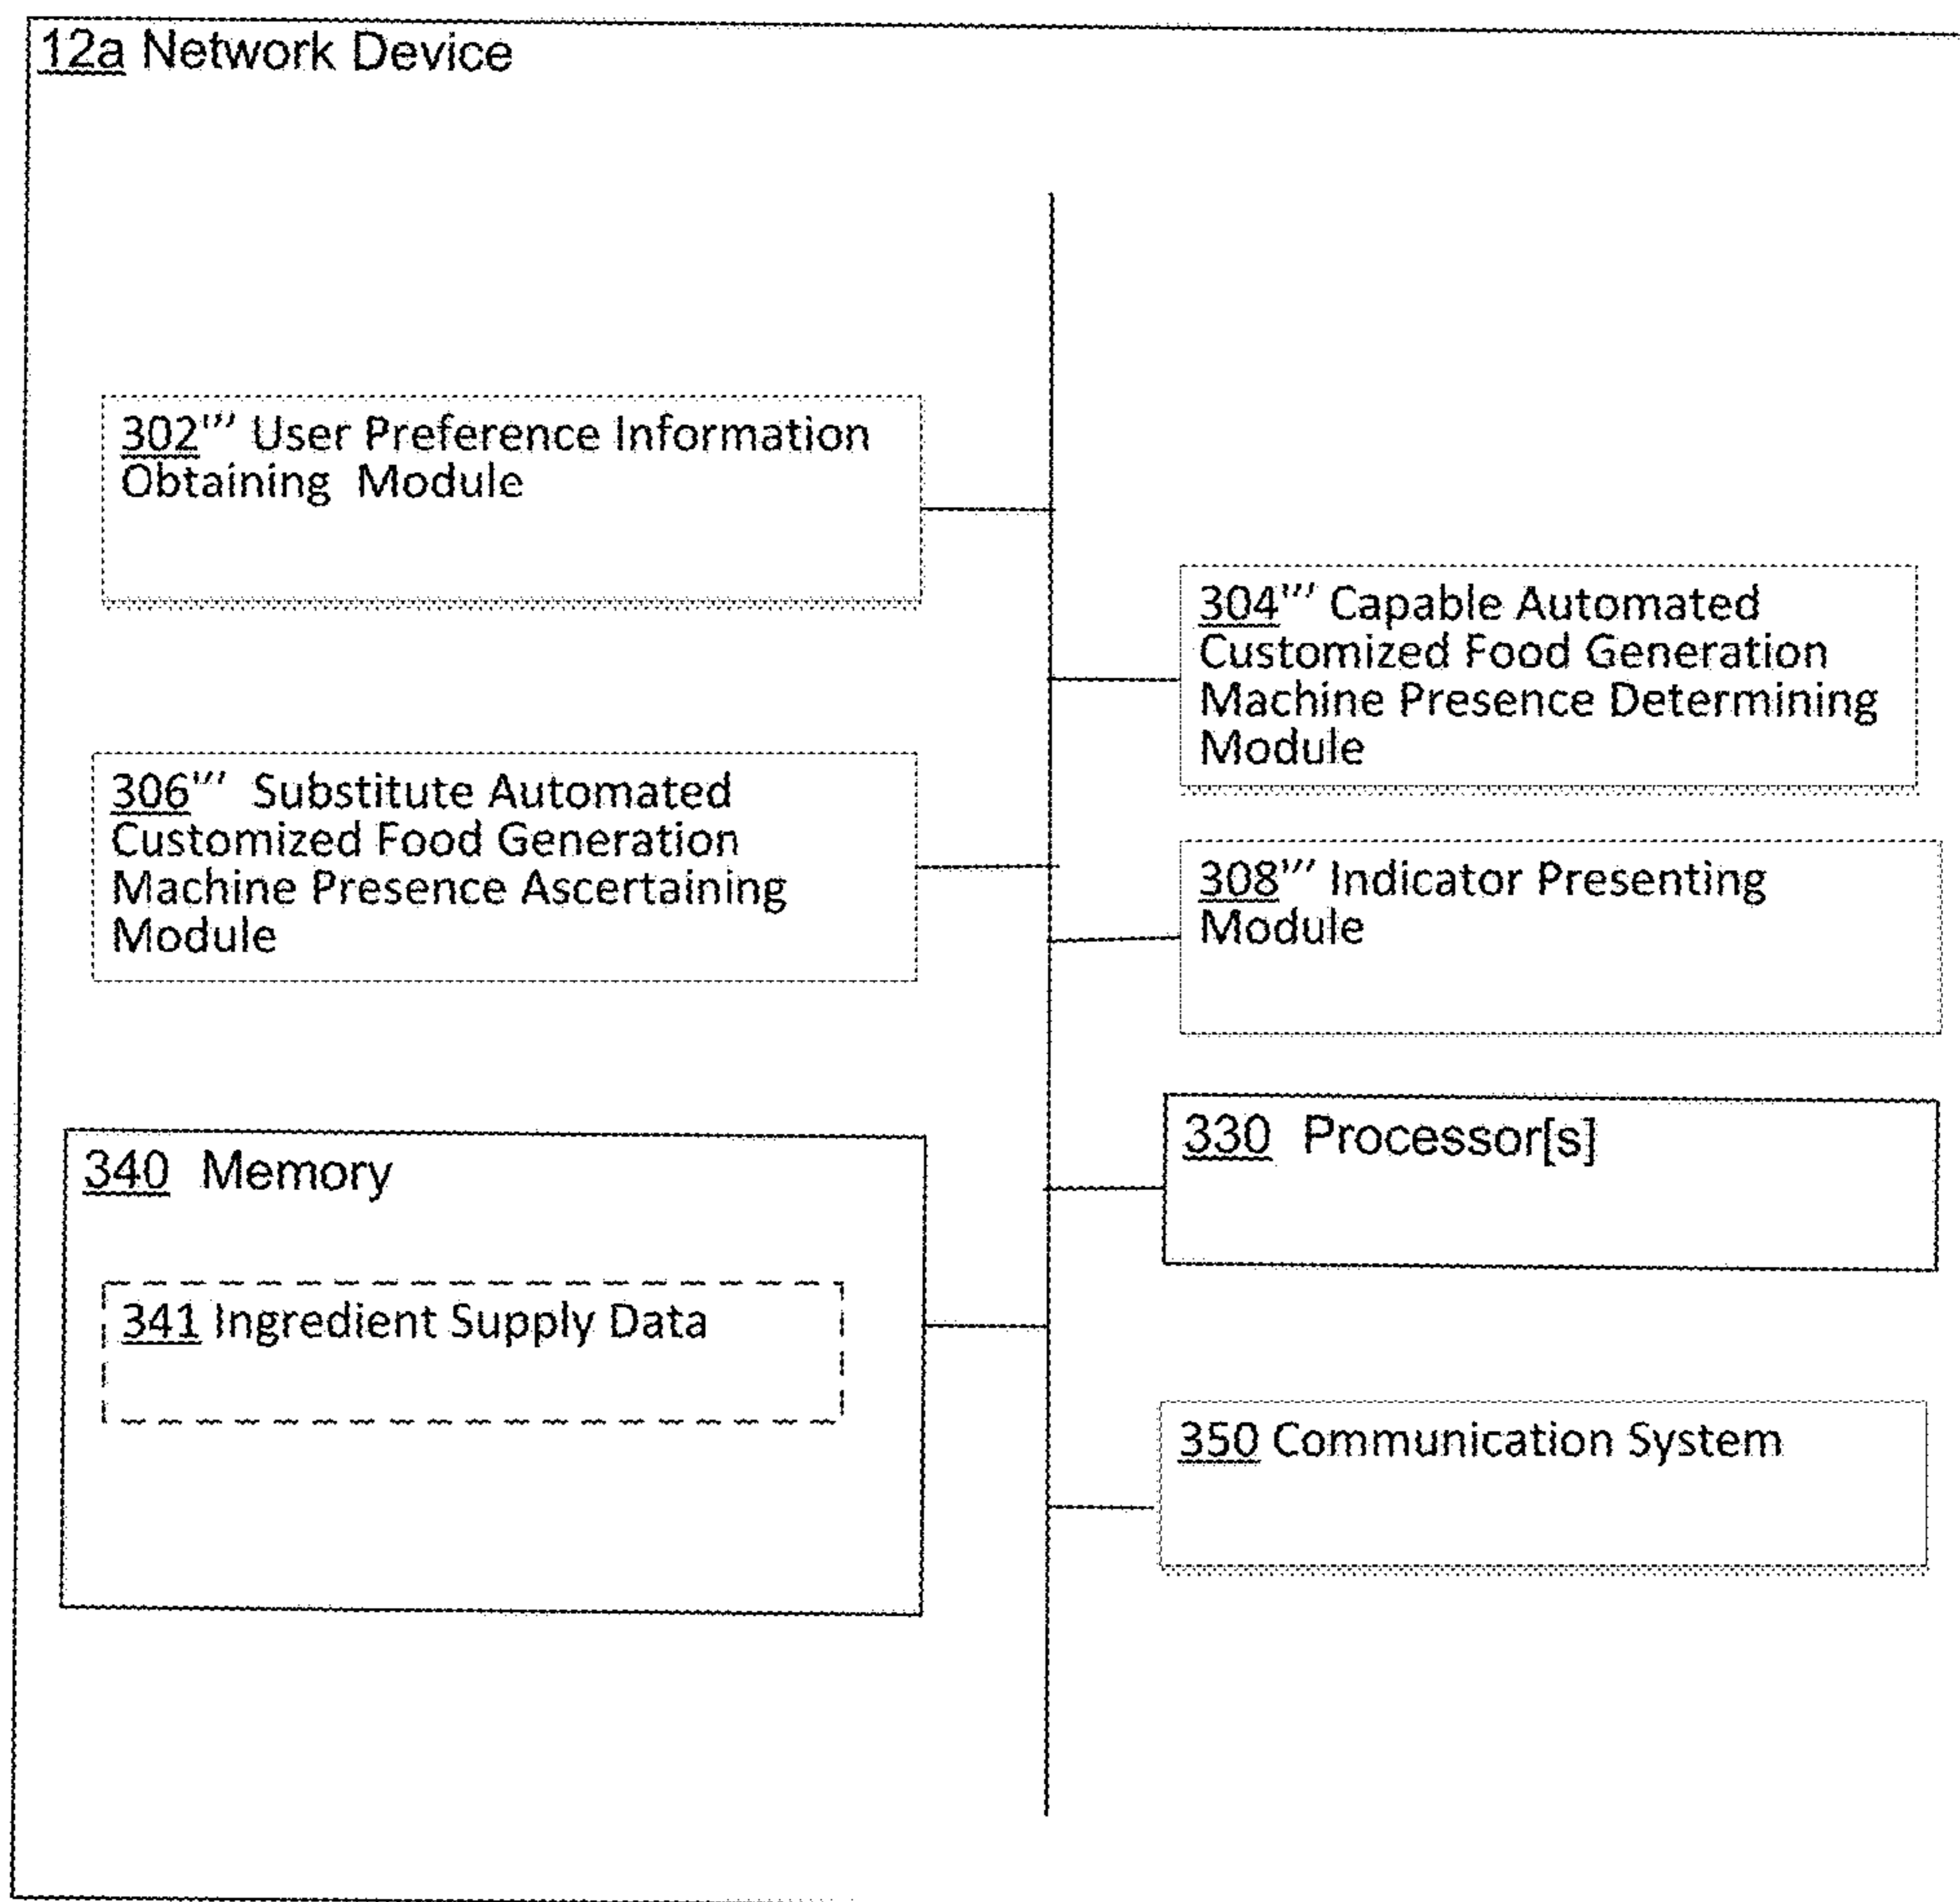 12a Network Device
302''' User Preference Information
Obtaining Module
304''' Capable Automated
Customized Food Generation
Machine Presence Determining
Module
306''' Substitute Automated
Customized Food Generation
Machine Presence Ascertaining
Module
308''' Indicator Presenting
Module
340 Memory
341 Ingredient Supply Data
330 Processor[s]
350 Communication System